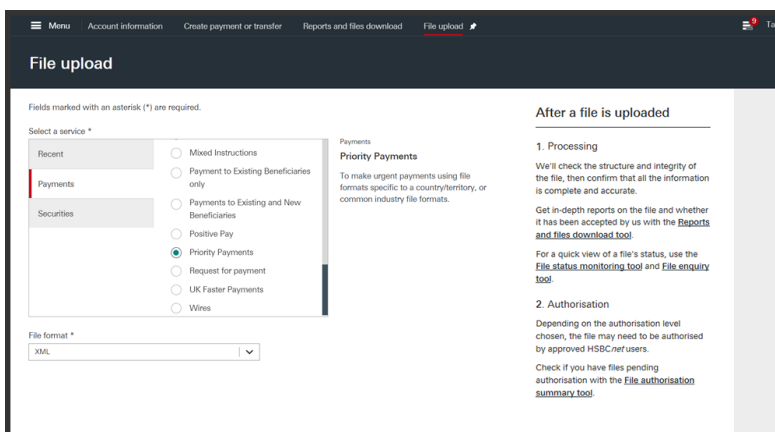 Menu
Account information
Create payment or transfer
Reports and files download
File upload
9
Ta
File upload
Fields marked with an asterisk (*) are required.
Select a service *
Recent
Payments
Securities
Mixed Instructions
Payment to Existing Beneficiaries
only
Payments to Existing and New
Beneficiaries
Positive Pay
Priority Payments
Request for payment
UK Faster Payments
Wires
Payments
Priority Payments
To make urgent payments using file
formats specific to a country/territory, or
common industry file formats.
File format *
XML
After a file is uploaded
1. Processing
We'll check the structure and integrity of
the file, then confirm that all the information
is complete and accurate.
Get in-depth reports on the file and whether
it has been accepted by us with the Reports
and files download tool.
For a quick view of a file's status, use the
File status monitoring tool and File enquiry
tool.
2. Authorisation
Depending on the authorisation level
chosen, the file may need to be authorised
by approved HSBCnet users.
Check if you have files pending
authorisation with the File authorisation
summary tool.